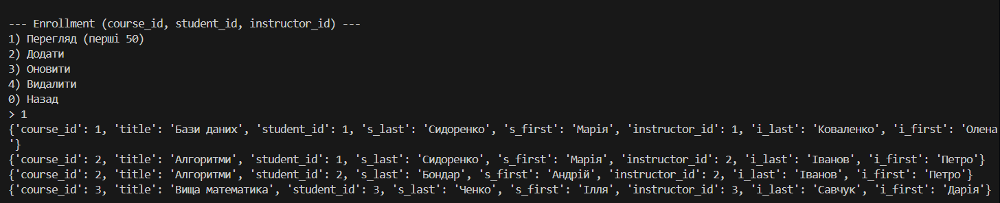 --- Enrollment (course_id, student_id, instructor_id) ---
1) Перегляд (перші 50)
2) Додати
3) Оновити
4) Видалити
0) Назад
> 1
{'course_id': 1, 'title': 'Бази даних', 'student_id': 1, 's_last': 'Сидоренко', 's_first': 'Марія', 'instructor_id': 1, 'i_last': 'Коваленко', 'i_first': 'Олена
'}
{'course_id': 2, 'title': 'Алгоритми', 'student_id': 1, 's_last': 'Сидоренко', 's_first': 'Марія', 'instructor_id': 2, 'i_last': 'Іванов', 'i_first': 'Петро'}
{'course_id': 2, 'title': 'Алгоритми', 'student_id': 2, 's_last': 'Бондар', 's_first': 'Андрій', 'instructor_id': 2, 'i_last': 'Іванов', 'i_first': 'Петро'}
{'course_id': 3, 'title': 'Вища математика', 'student_id': 3, 's_last': 'Ченко', 's_first': 'Ілля', 'instructor_id': 3, 'i_last': 'Савчук', 'i_first': 'Дарія'}